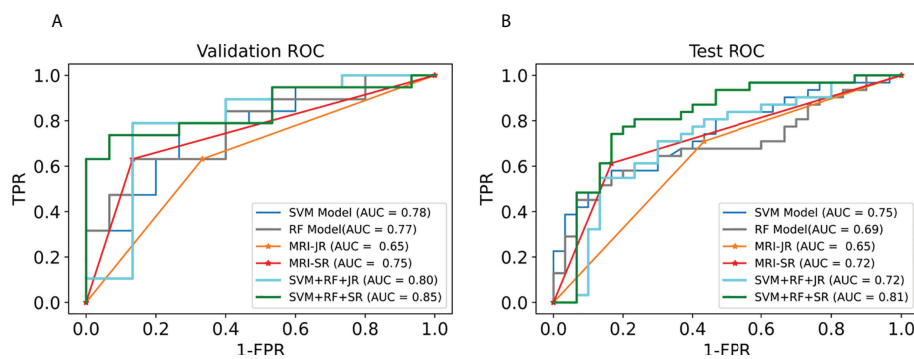 A
B
Validation ROC
1.0
0.8
0.6
0.4
0.2
0.0
TPR
0.0 0.2 0.4 0.6 0.8 1.0
1-FPR
SVM Model (AUC = 0.78)
RF Model(AUC = 0.77)
MRI-JR (AUC = 0.65)
MRI-SR (AUC = 0.75)
SVM+RF+JR (AUC = 0.80)
SVM+RF+SR (AUC = 0.85)
Test ROC
1.0
0.8
0.6
0.4
0.2
0.0
TPR
0.0 0.2 0.4 0.6 0.8 1.0
1-FPR
SVM Model (AUC = 0.75)
RF Model(AUC = 0.69)
MRI-JR (AUC = 0.65)
MRI-SR (AUC = 0.72)
SVM+RF+JR (AUC = 0.72)
SVM+RF+SR (AUC = 0.81)